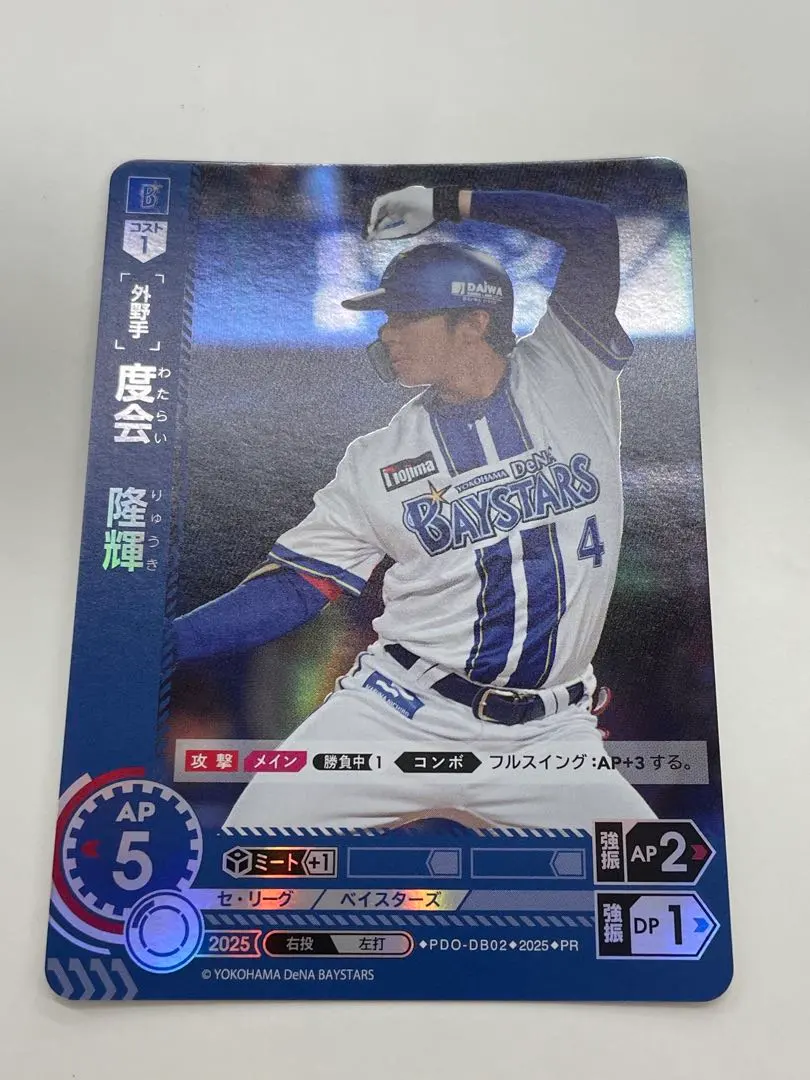 B
コスト
1
外野手
度会
わたらい
隆輝
りゅうき
DAIWA
nojima
YOKOHAMA DeNA
BAYSTARS
4
攻撃 メイン 勝負中1 コンボ フルスイング:AP+3する。
AP
5
ミート +1
強振 AP 2
セ・リーグ / ベイスターズ
強振 DP 1
2025 右投 左打 ◆PDO-DB02◆2025◆PR
© YOKOHAMA DeNA BAYSTARS